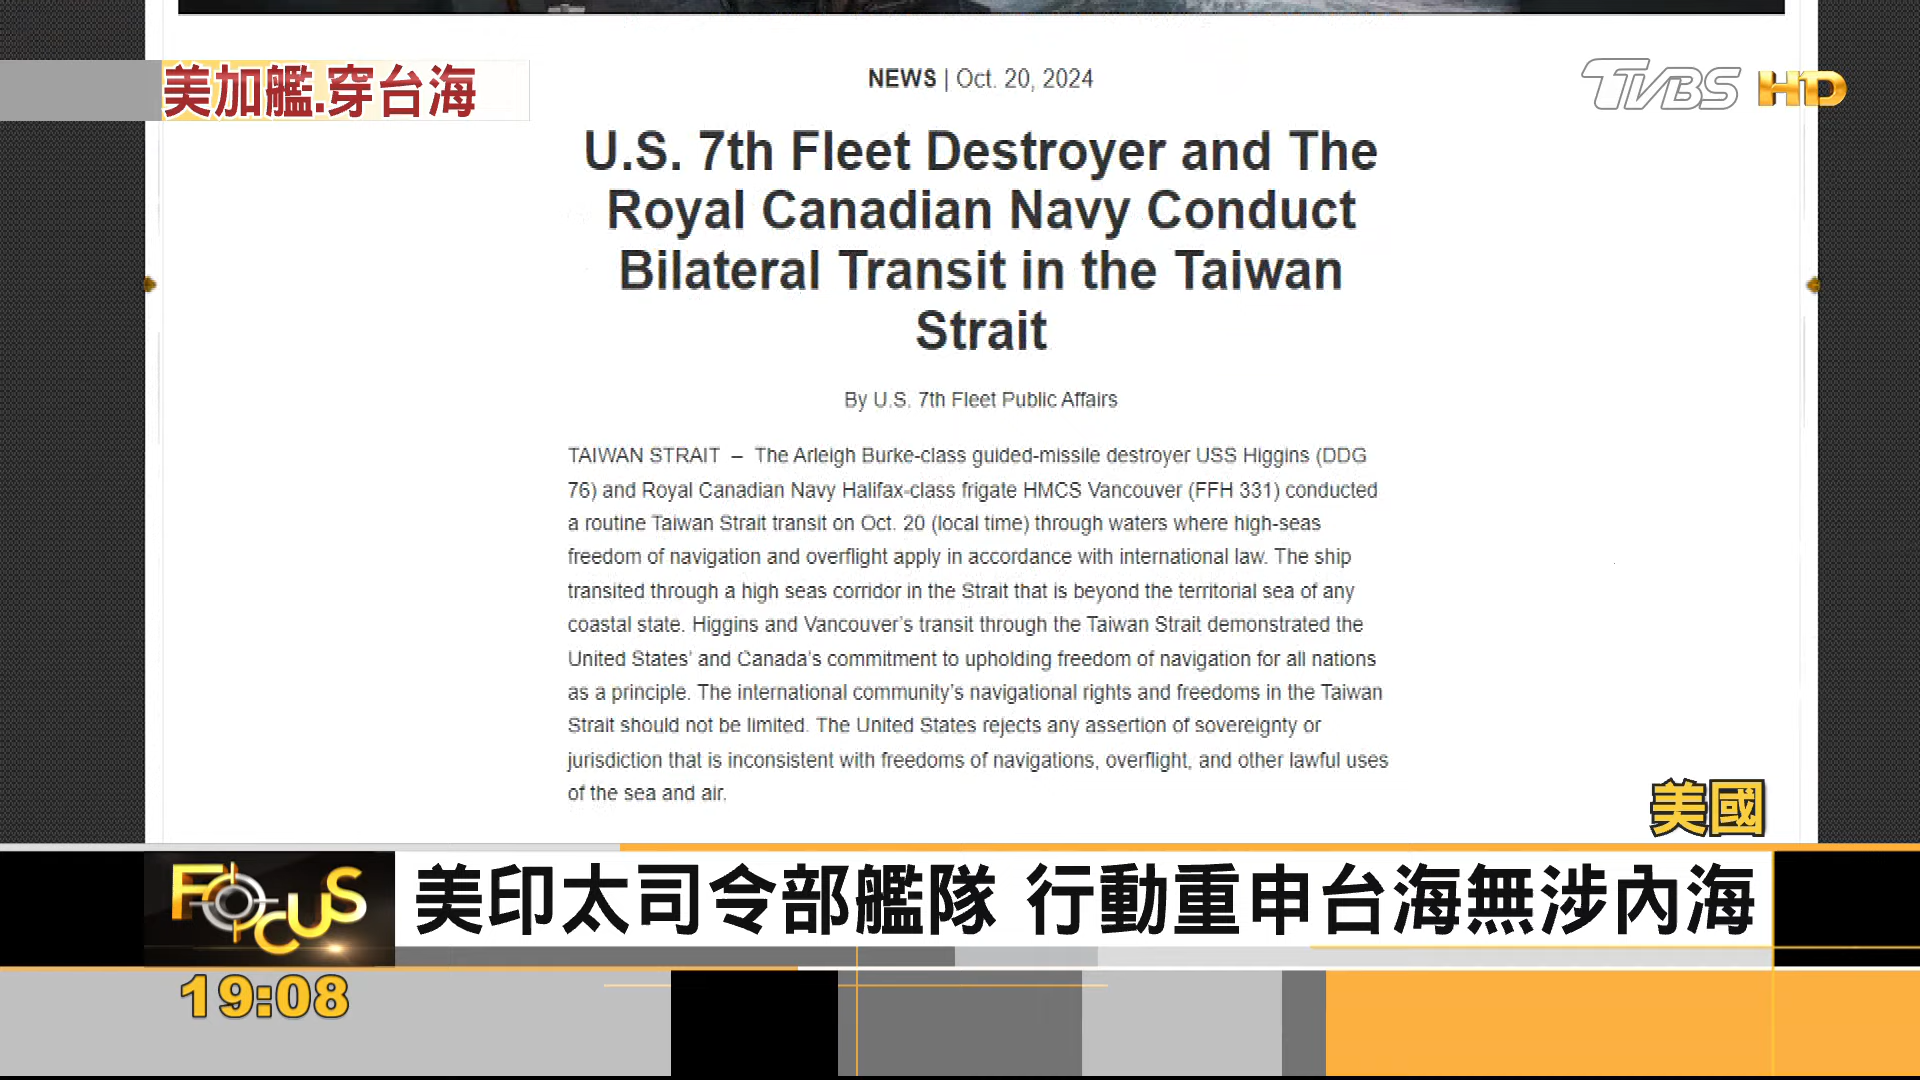 美加艦.穿台海
TVBS HD
NEWS | Oct. 20, 2024
U.S. 7th Fleet Destroyer and The
Royal Canadian Navy Conduct
Bilateral Transit in the Taiwan
Strait
By U.S. 7th Fleet Public Affairs
TAIWAN STRAIT – The Arleigh Burke-class guided-missile destroyer USS Higgins (DDG
76) and Royal Canadian Navy Halifax-class frigate HMCS Vancouver (FFH 331) conducted
a routine Taiwan Strait transit on Oct. 20 (local time) through waters where high-seas
freedom of navigation and overflight apply in accordance with international law. The ship
transited through a high seas corridor in the Strait that is beyond the territorial sea of any
coastal state. Higgins and Vancouver’s transit through the Taiwan Strait demonstrated the
United States’ and Canada’s commitment to upholding freedom of navigation for all nations
as a principle. The international community’s navigational rights and freedoms in the Taiwan
Strait should not be limited. The United States rejects any assertion of sovereignty or
jurisdiction that is inconsistent with freedoms of navigations, overflight, and other lawful uses
of the sea and air.
美國
FOCUS
美印太司令部艦隊 行動重申台海無涉內海
19:08